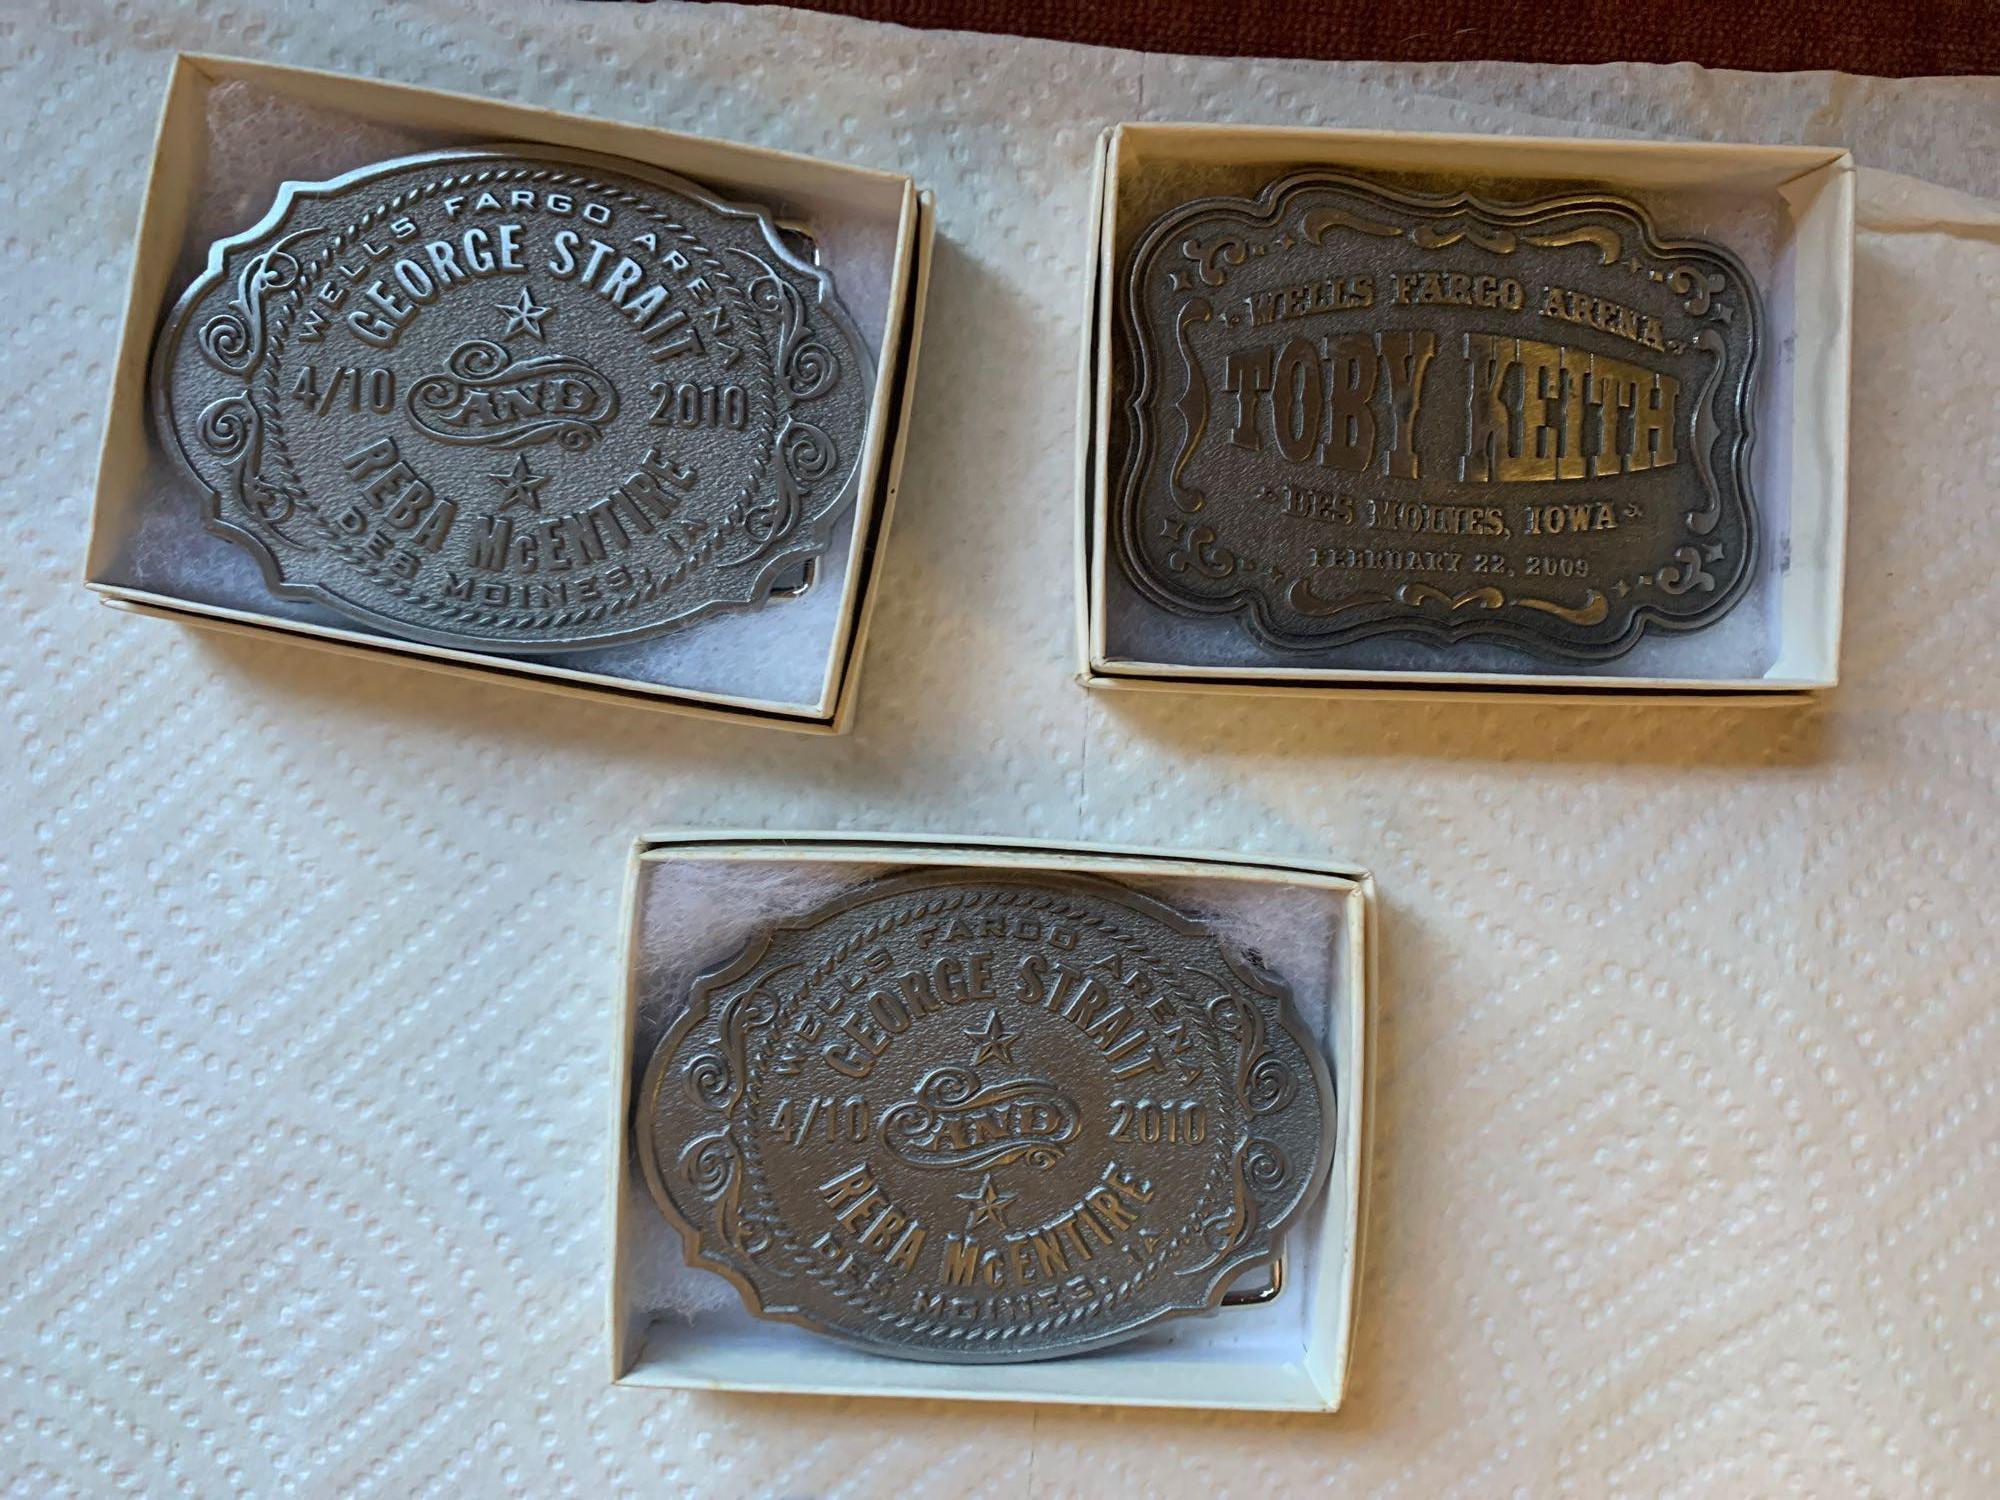 WELLS FARGO ARENA
GEORGE STRAIT
4/10 AND 2010
REBA McENTIRE
DES MOINES, IA
WELLS FARGO ARENA
TOBY KEITH
DES MOINES, IOWA
FEBRUARY 22, 2009
WELLS FARGO ARENA
GEORGE STRAIT
4/10 AND 2010
REBA McENTIRE
DES MOINES, IA